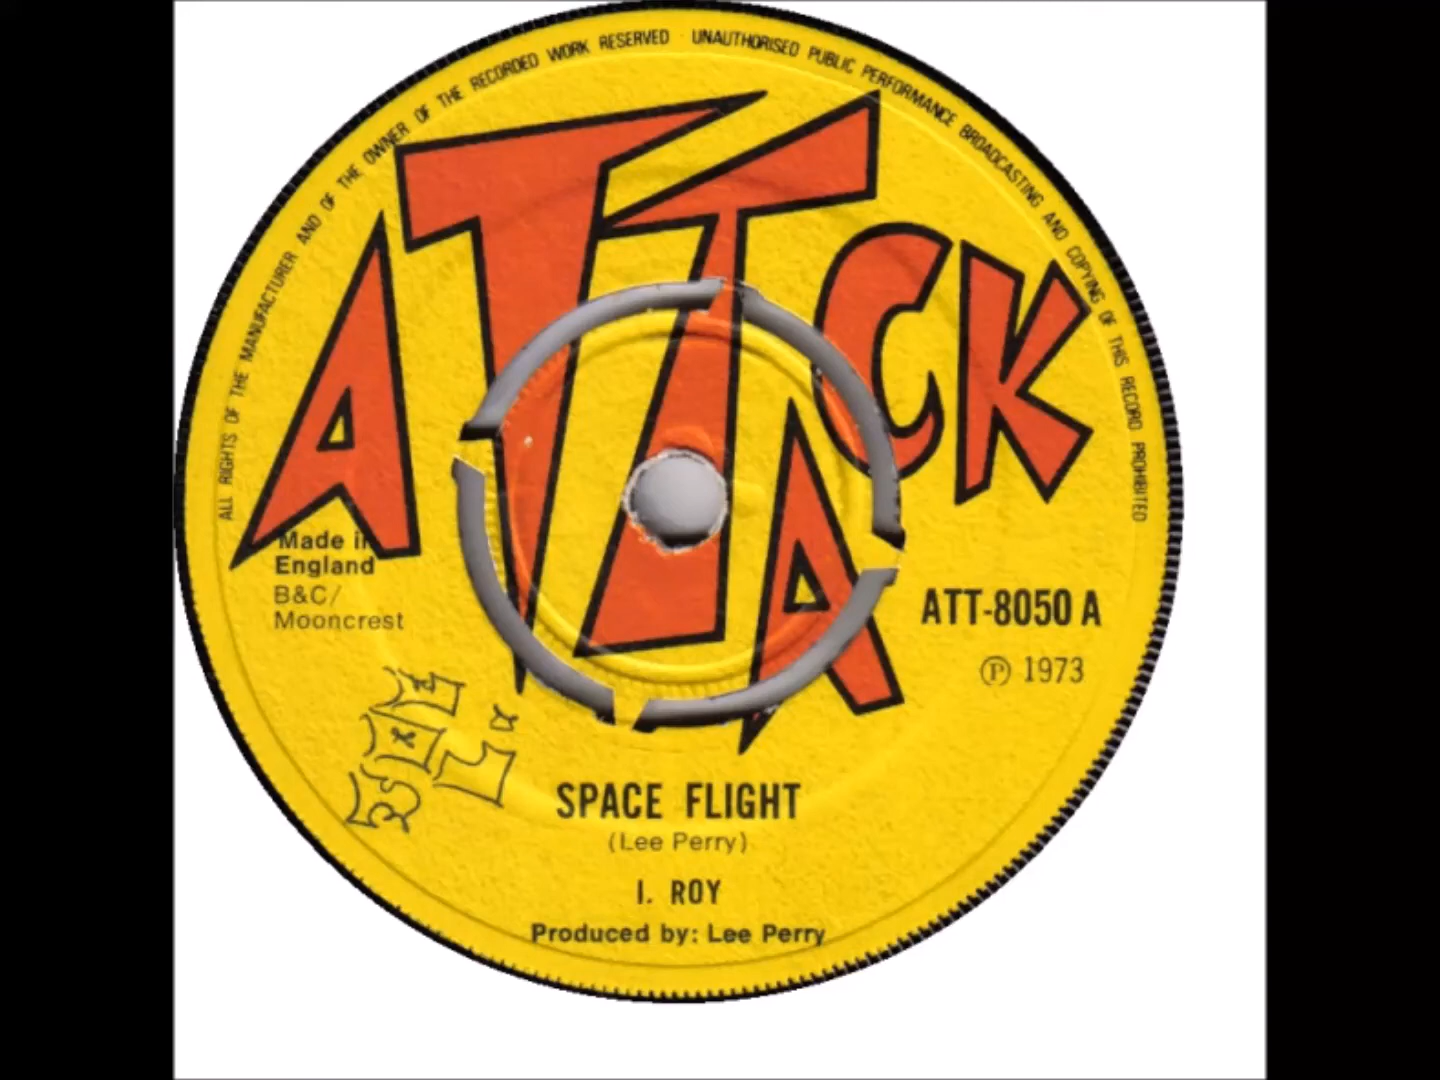 ALL RIGHTS OF THE MANUFACTURER AND OF THE OWNER OF THE RECORDED WORK RESERVED · UNAUTHORISED PUBLIC PERFORMANCE BROADCASTING AND COPYING OF THIS RECORD PROHIBITED
ATTACK
Made in
England
B&C/
Mooncrest
ATT-8050 A
Ⓟ 1973
SPACE FLIGHT
(Lee Perry)
I. ROY
Produced by: Lee Perry